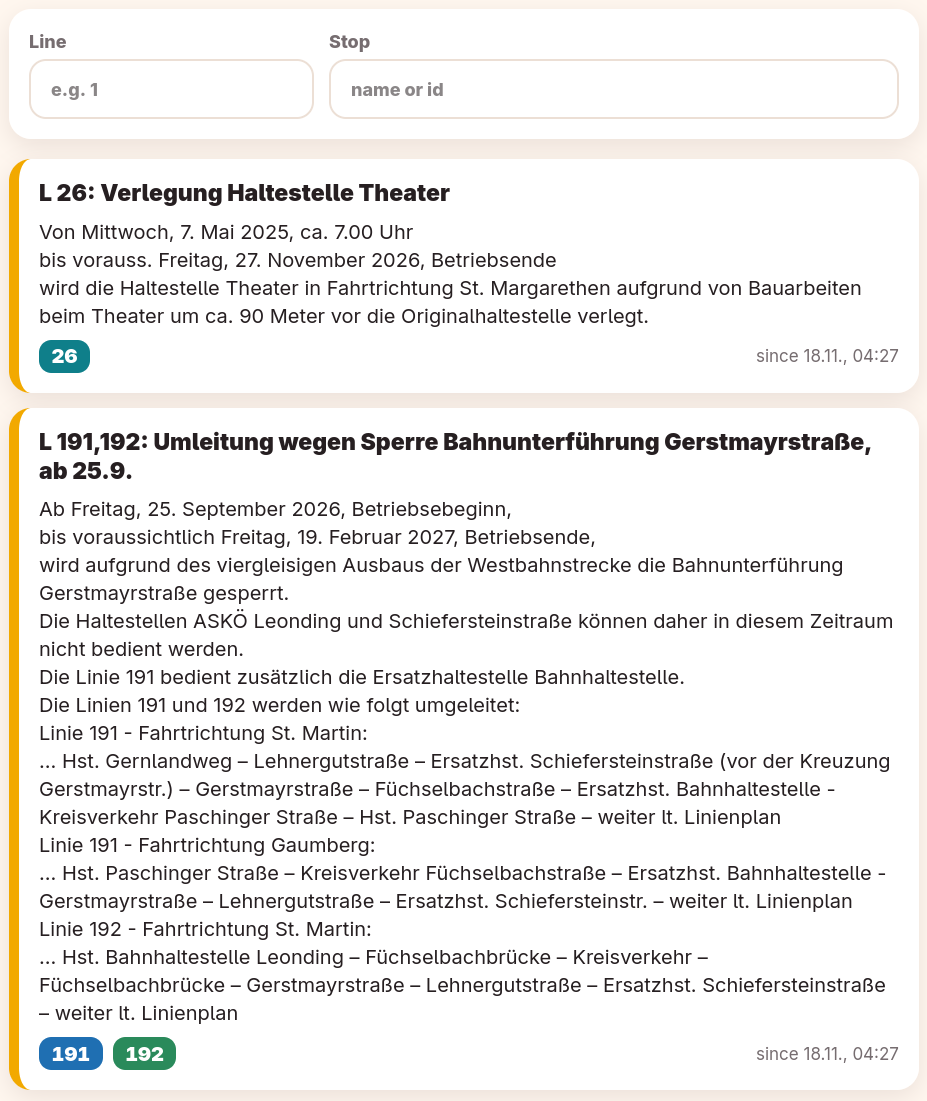 Line
Stop
e.g. 1
name or id
L 26: Verlegung Haltestelle Theater
Von Mittwoch, 7. Mai 2025, ca. 7.00 Uhr
bis vorauss. Freitag, 27. November 2026, Betriebsende
wird die Haltestelle Theater in Fahrtrichtung St. Margarethen aufgrund von Bauarbeiten
beim Theater um ca. 90 Meter vor die Originalhaltestelle verlegt.
26
since 18.11., 04:27
L 191,192: Umleitung wegen Sperre Bahnunterführung Gerstmayrstraße,
ab 25.9.
Ab Freitag, 25. September 2026, Betriebsebeginn,
bis voraussichtlich Freitag, 19. Februar 2027, Betriebsende,
wird aufgrund des viergleisigen Ausbaus der Westbahnstrecke die Bahnunterführung
Gerstmayrstraße gesperrt.
Die Haltestellen ASKÖ Leonding und Schiefersteinstraße können daher in diesem Zeitraum
nicht bedient werden.
Die Linie 191 bedient zusätzlich die Ersatzhaltestelle Bahnhaltestelle.
Die Linien 191 und 192 werden wie folgt umgeleitet:
Linie 191 - Fahrtrichtung St. Martin:
... Hst. Gernlandweg – Lehnergutstraße – Ersatzhst. Schiefersteinstraße (vor der Kreuzung
Gerstmayrstr.) – Gerstmayrstraße – Füchselbachstraße – Ersatzhst. Bahnhaltestelle -
Kreisverkehr Paschinger Straße – Hst. Paschinger Straße – weiter lt. Linienplan
Linie 191 - Fahrtrichtung Gaumberg:
... Hst. Paschinger Straße – Kreisverkehr Füchselbachstraße – Ersatzhst. Bahnhaltestelle -
Gerstmayrstraße – Lehnergutstraße – Ersatzhst. Schiefersteinstr. – weiter lt. Linienplan
Linie 192 - Fahrtrichtung St. Martin:
... Hst. Bahnhaltestelle Leonding – Füchselbachbrücke – Kreisverkehr –
Füchselbachbrücke – Gerstmayrstraße – Lehnergutstraße – Ersatzhst. Schiefersteinstraße
– weiter lt. Linienplan
191
192
since 18.11., 04:27